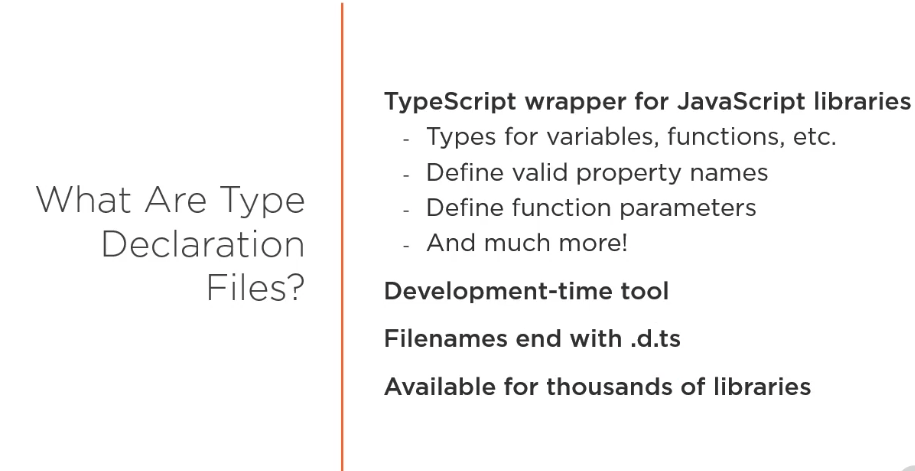 What Are Type
Declaration
Files?
TypeScript wrapper for JavaScript libraries
- Types for variables, functions, etc.
- Define valid property names
- Define function parameters
- And much more!
Development-time tool
Filenames end with .d.ts
Available for thousands of libraries